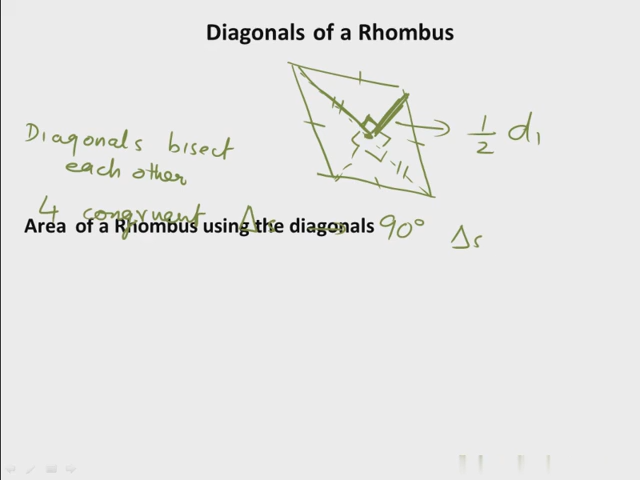 Diagonals of a Rhombus
Diagonals bisect
each other
1/2 d₁
4 congruent Δs → 90° Δs
Area of a Rhombus using the diagonals